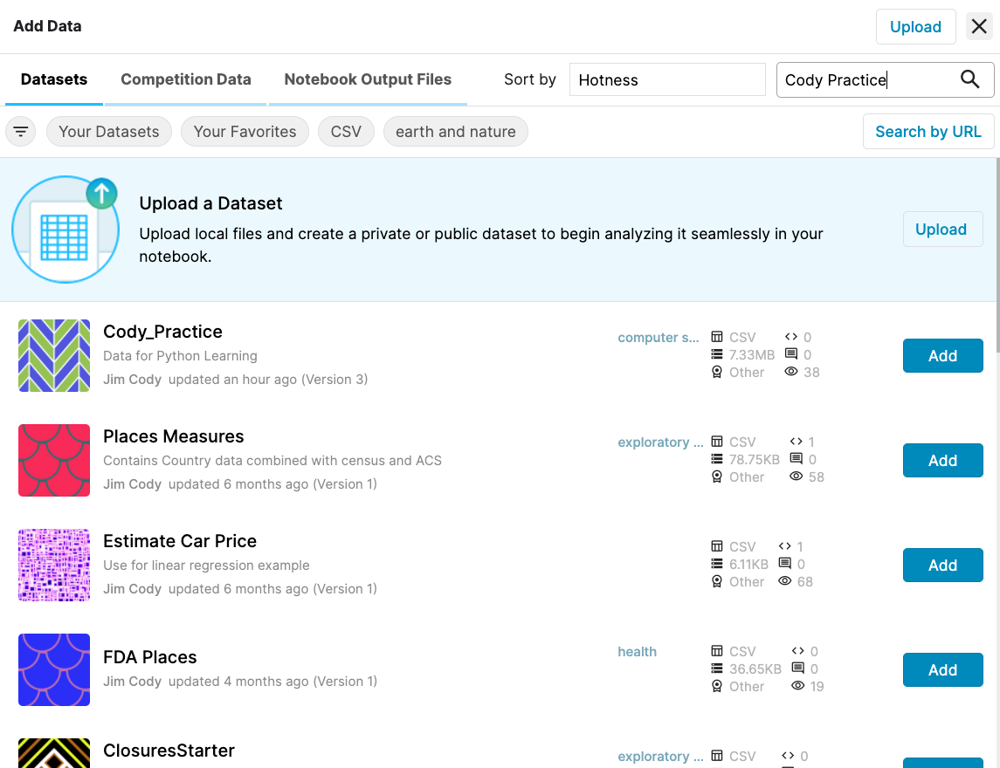 Add Data
Upload
Datasets
Competition Data
Notebook Output Files
Sort by
Hotness
Cody Practice
Your Datasets
Your Favorites
CSV
earth and nature
Search by URL
Upload a Dataset
Upload local files and create a private or public dataset to begin analyzing it seamlessly in your
notebook.
Upload
Cody_Practice
Data for Python Learning
Jim Cody updated an hour ago (Version 3)
computer s...
CSV
0
7.33MB
0
Other
38
Add
Places Measures
Contains Country data combined with census and ACS
Jim Cody updated 6 months ago (Version 1)
exploratory ...
CSV
1
78.75KB
0
Other
58
Add
Estimate Car Price
Use for linear regression example
Jim Cody updated 6 months ago (Version 1)
CSV
1
6.11KB
0
Other
68
Add
FDA Places
Jim Cody updated 4 months ago (Version 1)
health
CSV
0
36.65KB
0
Other
19
Add
ClosuresStarter
exploratory ...
CSV
0